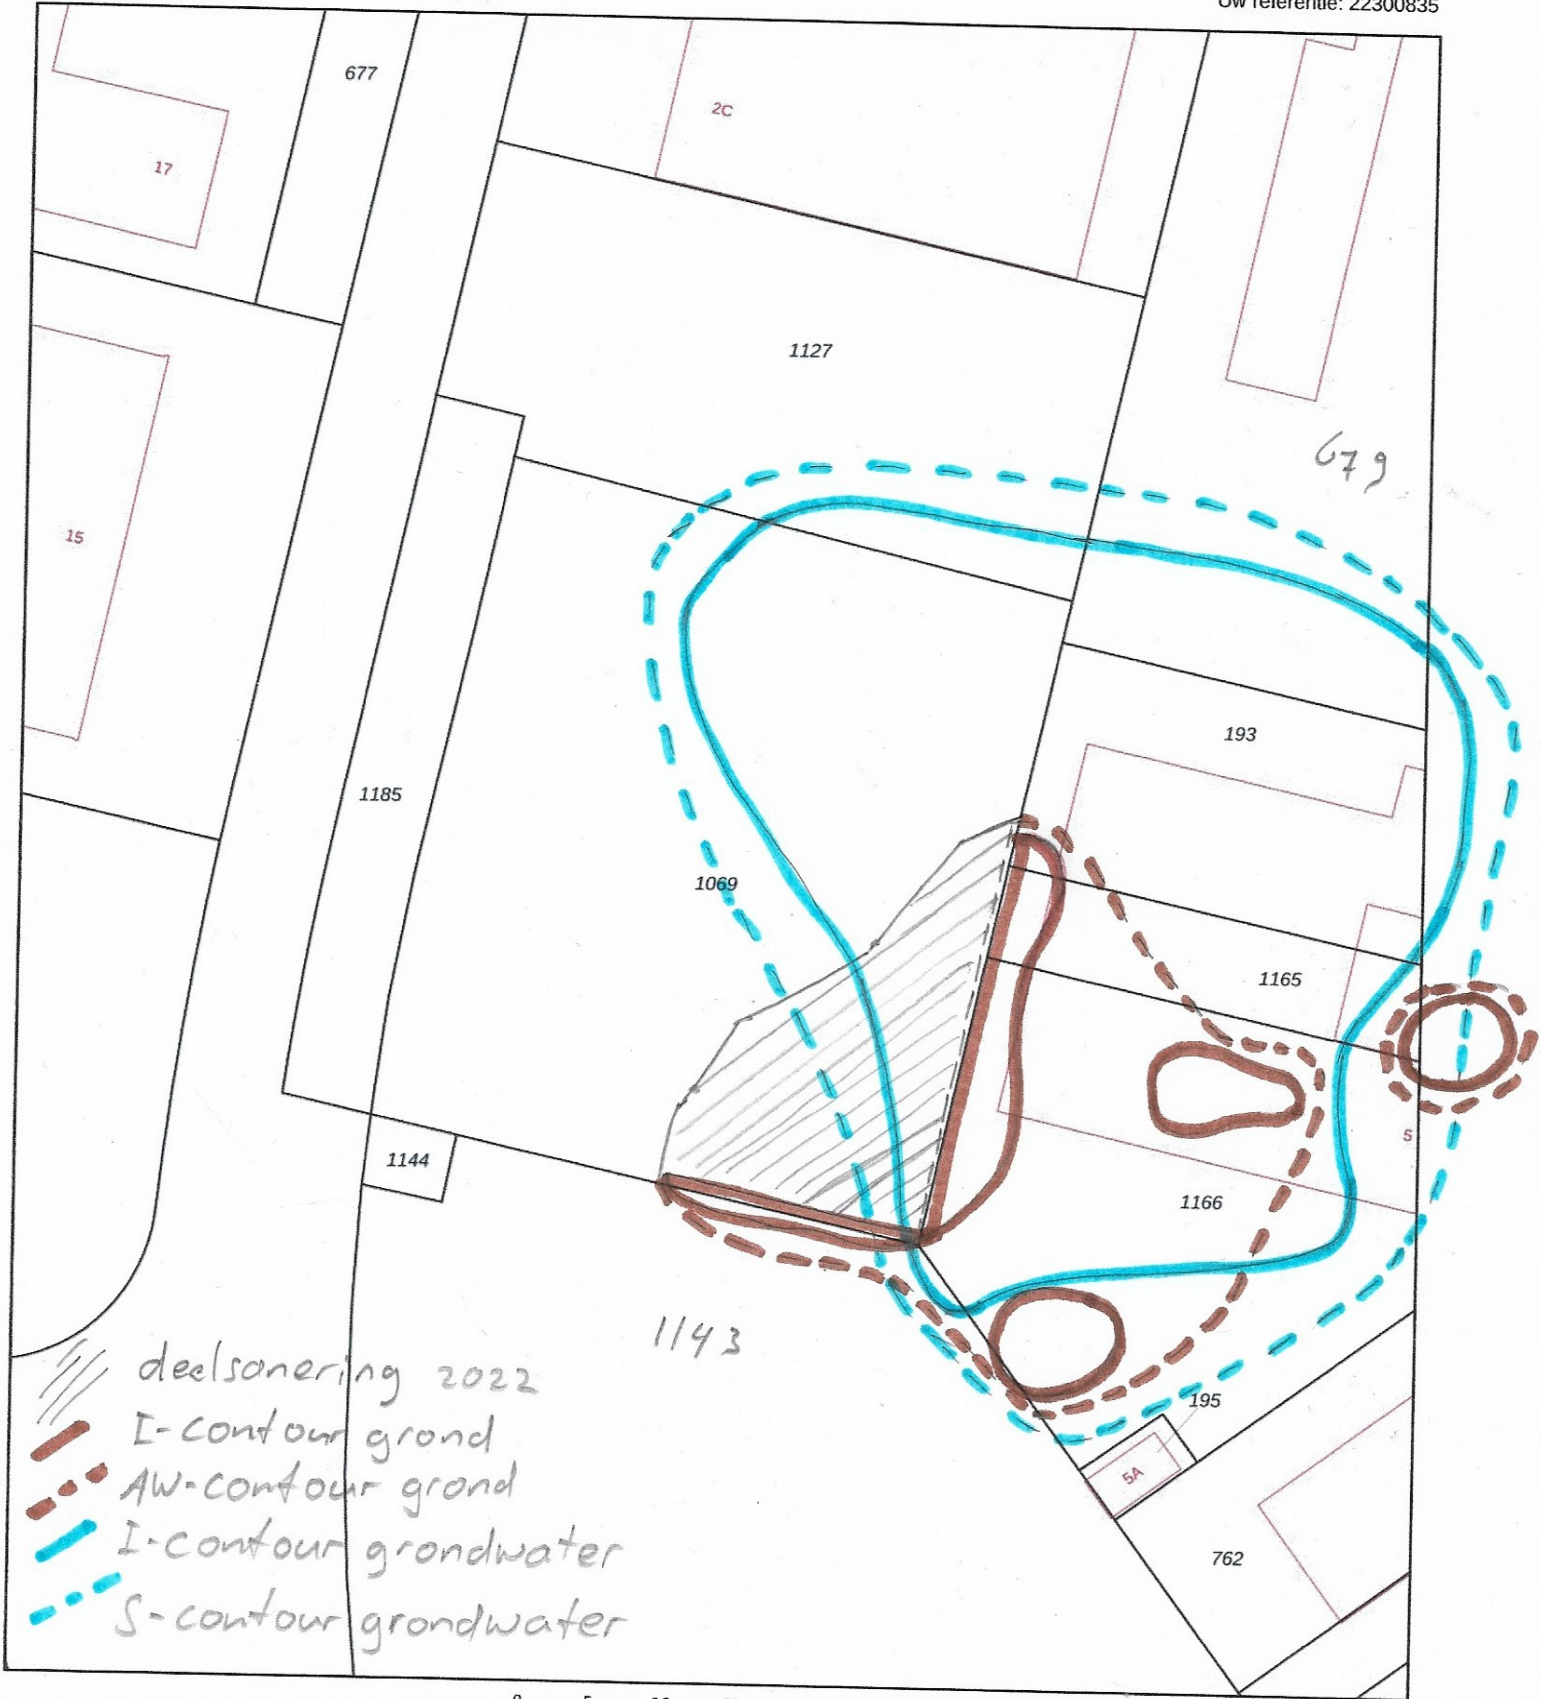 Uw referentie: 22300835
677
2C
17
1127
679
15
193
1185
1069
1165
5
1144
1166
1143
deelsanering 2022
I-contour grond
195
AW-contour grond
5A
I-contour grondwater
762
S-contour grondwater